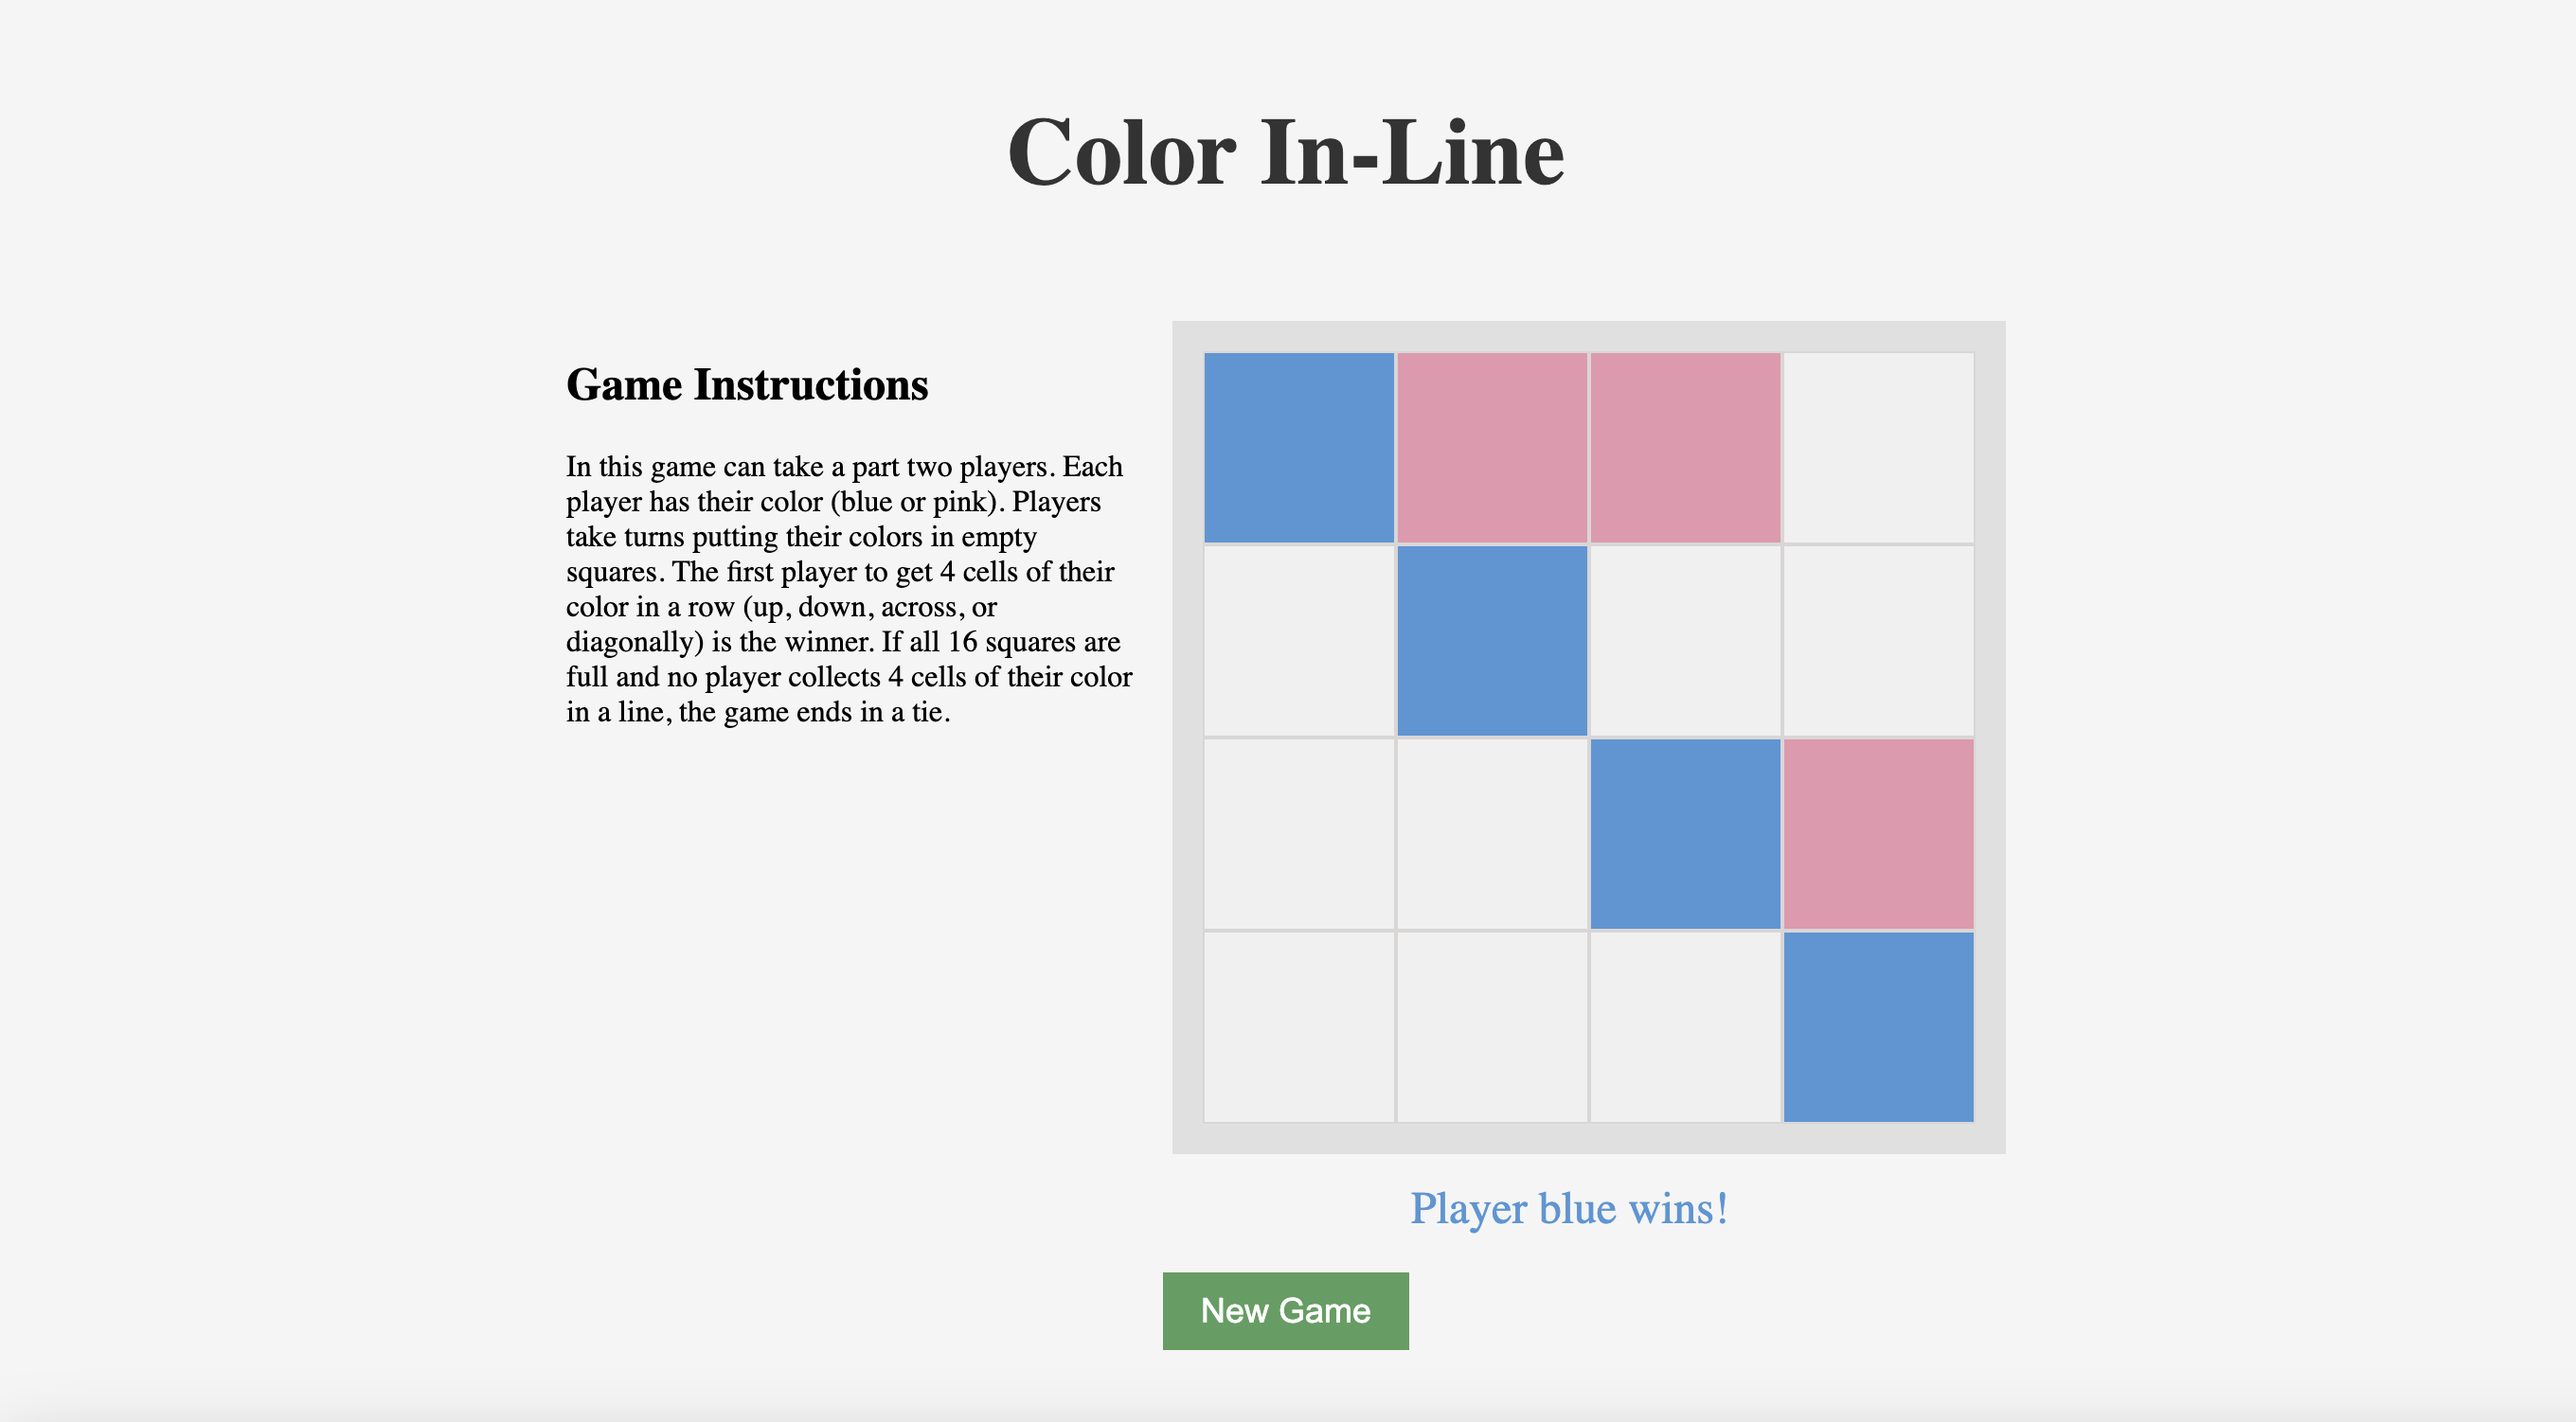 Color In-Line
Game Instructions
In this game can take a part two players. Each
player has their color (blue or pink). Players
take turns putting their colors in empty
squares. The first player to get 4 cells of their
color in a row (up, down, across, or
diagonally) is the winner. If all 16 squares are
full and no player collects 4 cells of their color
in a line, the game ends in a tie.
Player blue wins!
New Game